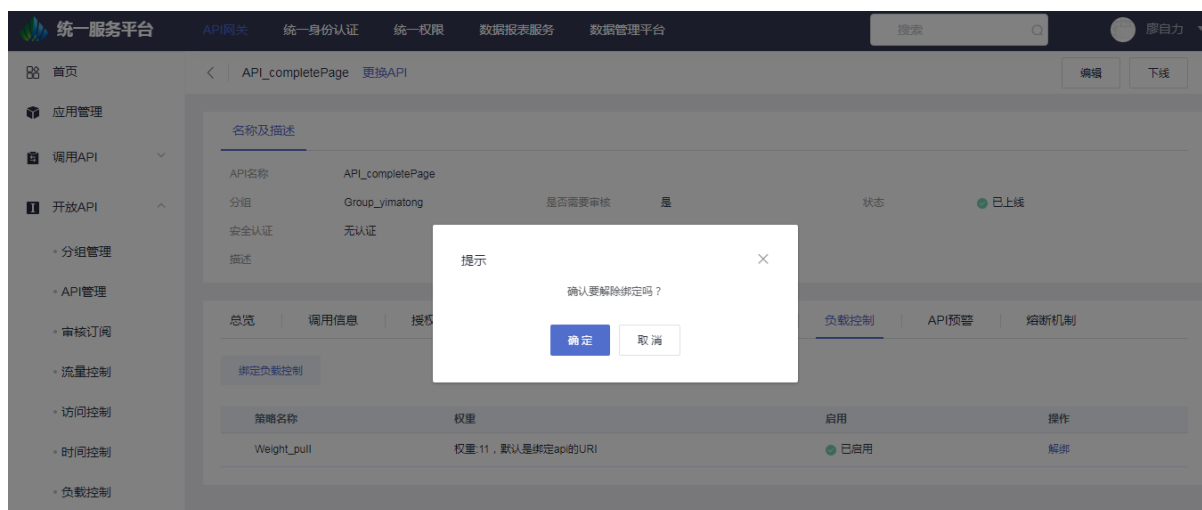 统一服务平台
API网关 统一身份认证 统一权限 数据报表服务 数据管理平台 搜索 廖自力
首页
API_completePage 更换API 编辑 下线
应用管理
名称及描述
调用API
API名称 API_completePage
开放API
分组 Group_yimatong 是否需要审核 是 状态 已上线
安全认证 无认证
分组管理
描述
提示
API管理
确认要解除绑定吗？
总览 调用信息 授权 负载控制 API预警 熔断机制
审核订阅
确定 取消
流量控制
绑定负载控制
访问控制
策略名称 权重 启用 操作
时间控制
Weight_pull 权重:11，默认是绑定api的URI 已启用 解绑
负载控制